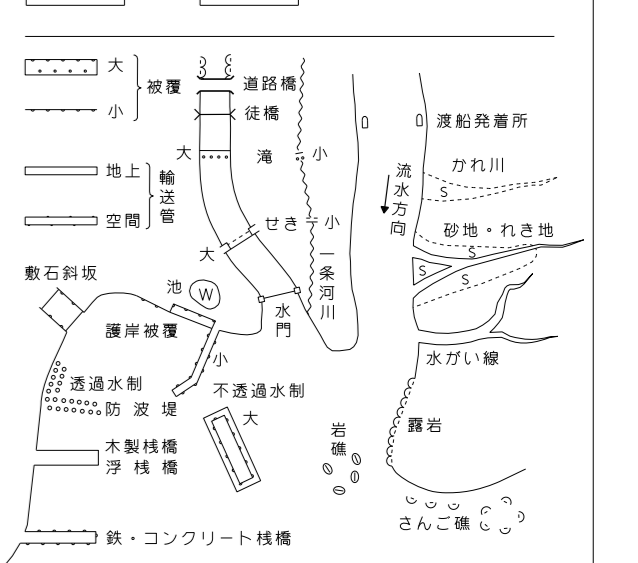 大
被覆
小
道路橋
徒橋
大
滝
小
渡船発着所
かれ川
S
流水方向
地上
輸送管
空間
せき
小
大
砂地・れき地
S
S
S
敷石斜坂
池
W
一条河川
水門
護岸被覆
小
水がい線
透過水制
不透過水制
防波堤
大
露岩
岩礁
木製桟橋
浮桟橋
さんご礁
鉄・コンクリート桟橋